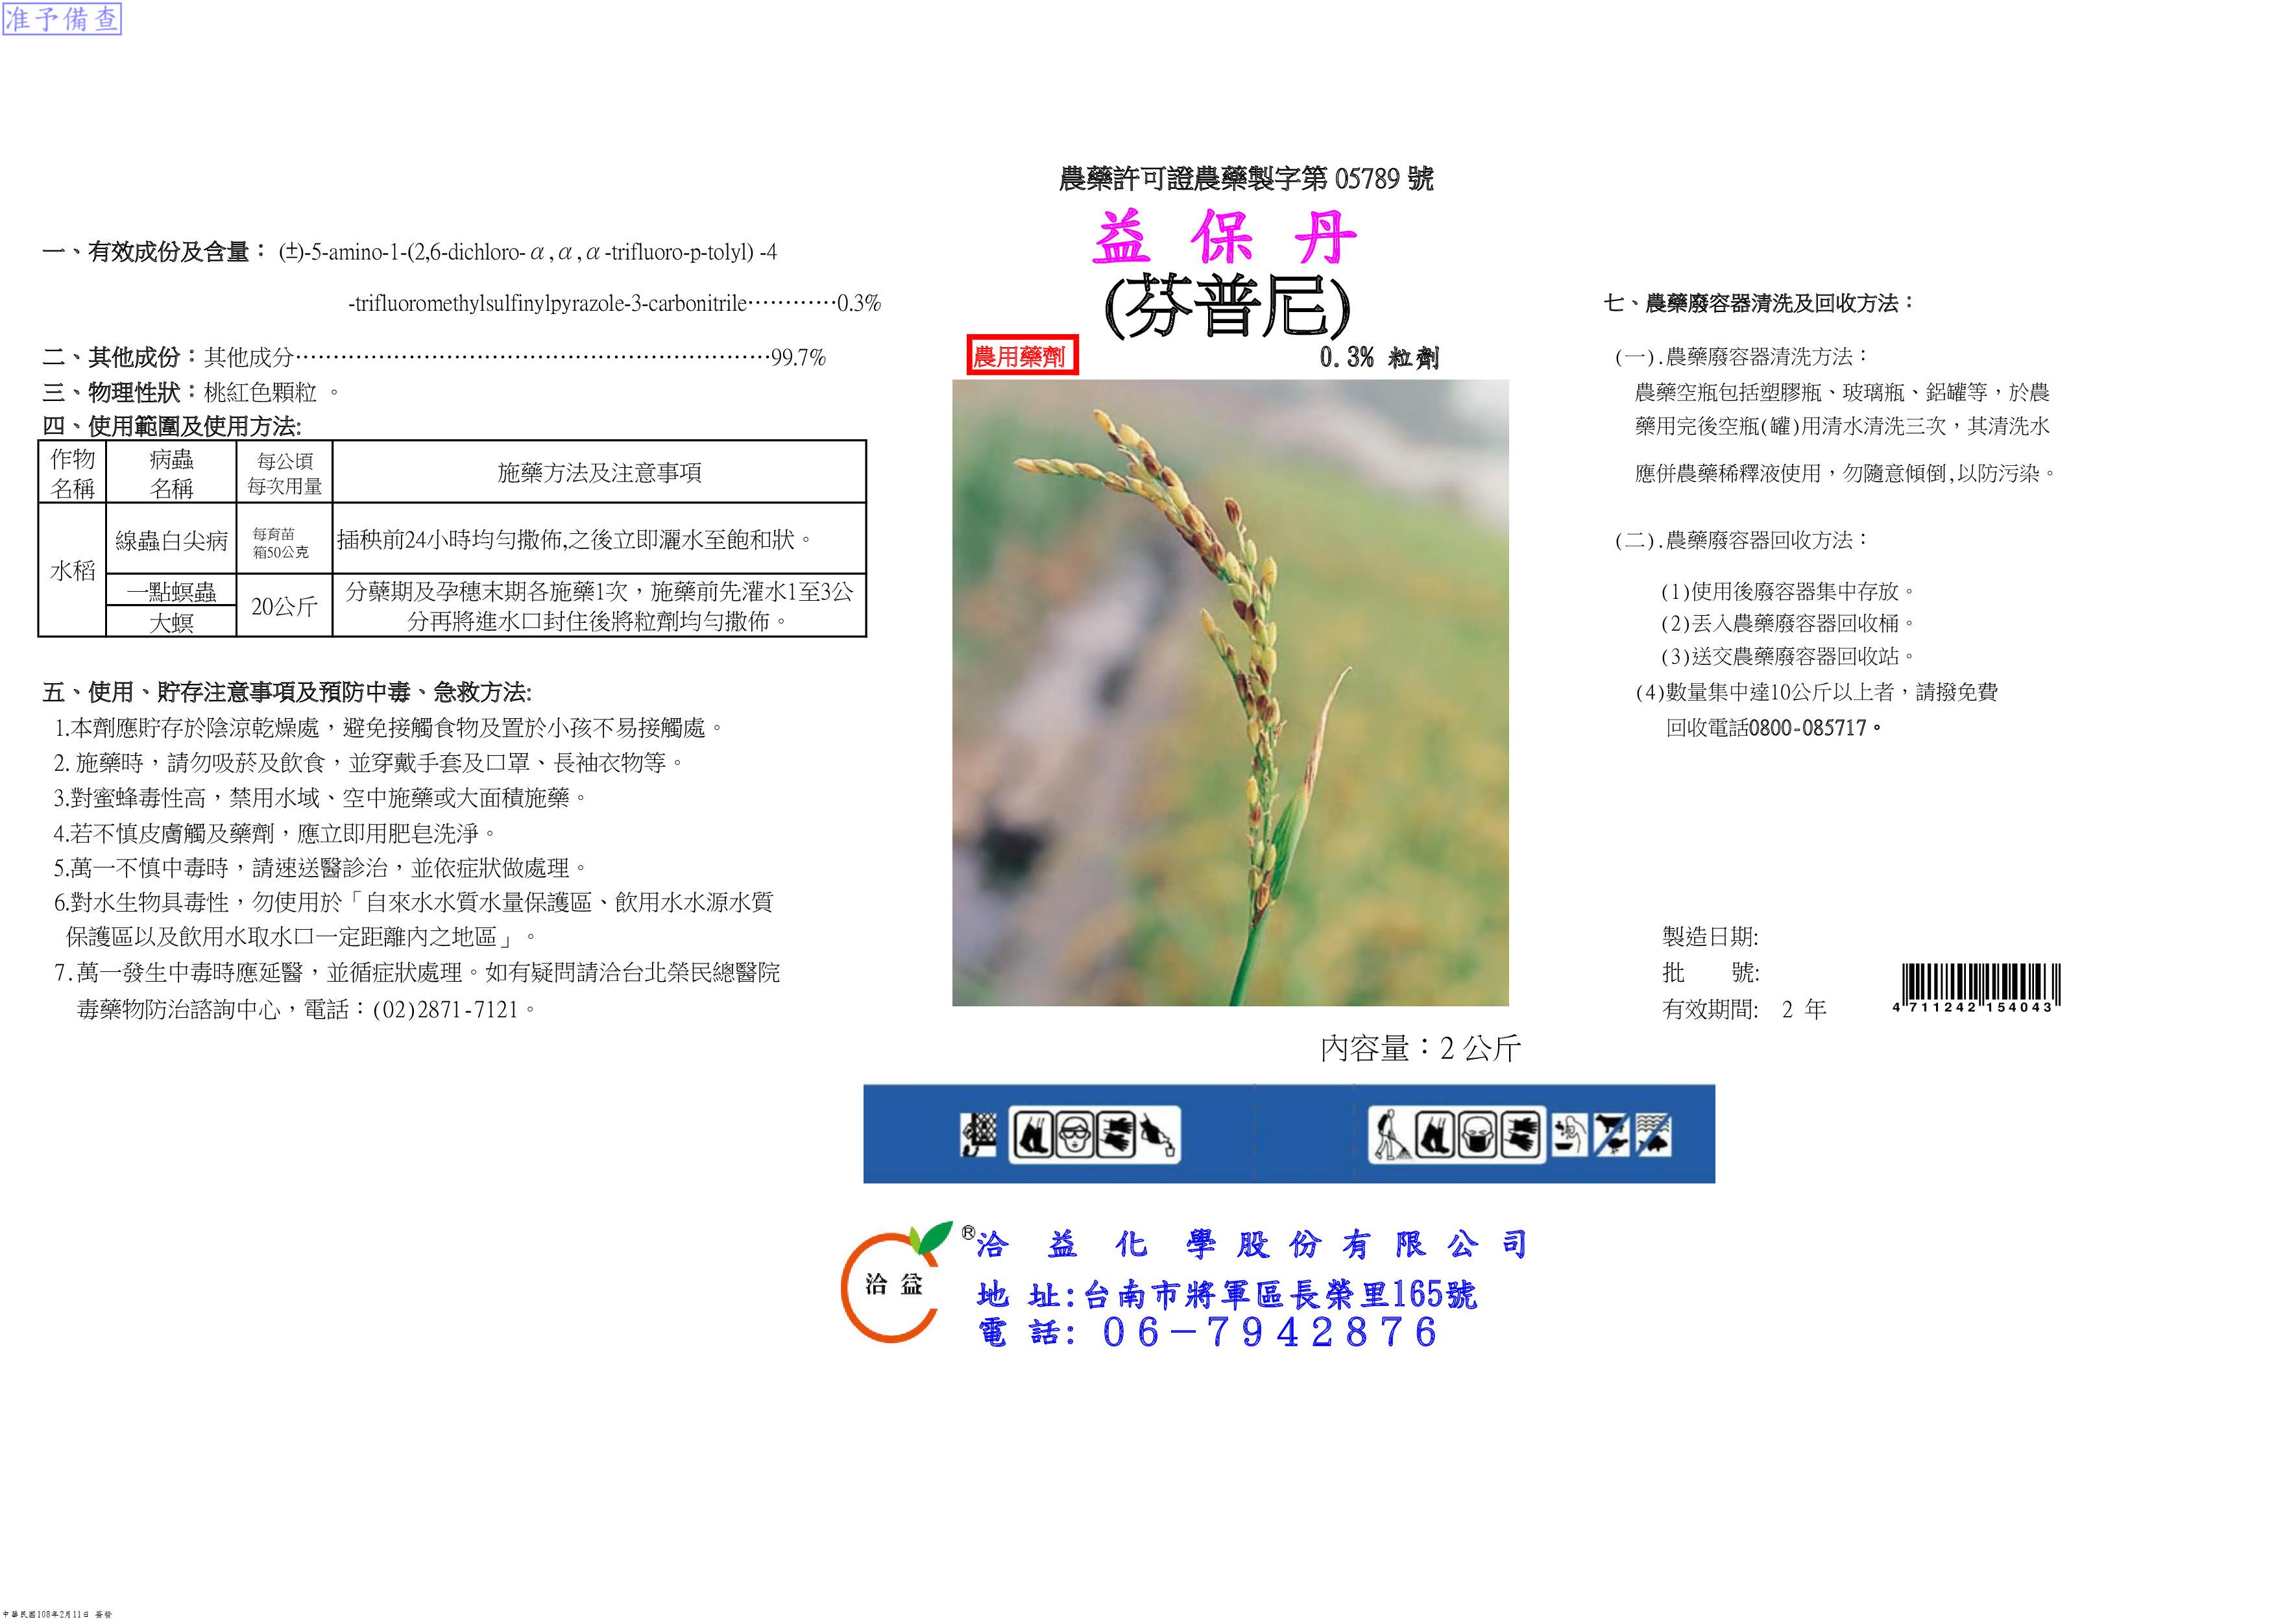 准予備查
農藥許可證農藥製字第 05789 號
益 保 丹
(芬普尼)
農用藥劑
0.3% 粒劑
一、有效成份及含量： (±)-5-amino-1-(2,6-dichloro-α,α,α-trifluoro-p-tolyl) -4
-trifluoromethylsulfinylpyrazole-3-carbonitrile…………0.3%
二、其他成份：其他成分………………………………………………………99.7%
三、物理性狀：桃紅色顆粒 。
四、使用範圍及使用方法:
作物名稱 病蟲名稱 每公頃每次用量 施藥方法及注意事項
水稻 線蟲白尖病 每育苗箱50公克 插秧前24小時均勻撒佈,之後立即灑水至飽和狀。
一點螟蟲 20公斤 分蘗期及孕穗末期各施藥1次，施藥前先灌水1至3公
大螟 分再將進水口封住後將粒劑均勻撒佈。
五、使用、貯存注意事項及預防中毒、急救方法:
1.本劑應貯存於陰涼乾燥處，避免接觸食物及置於小孩不易接觸處。
2. 施藥時，請勿吸菸及飲食，並穿戴手套及口罩、長袖衣物等。
3.對蜜蜂毒性高，禁用水域、空中施藥或大面積施藥。
4.若不慎皮膚觸及藥劑，應立即用肥皂洗淨。
5.萬一不慎中毒時，請速送醫診治，並依症狀做處理。
6.對水生物具毒性，勿使用於「自來水水質水量保護區、飲用水水源水質
保護區以及飲用水取水口一定距離內之地區」。
7.萬一發生中毒時應延醫，並循症狀處理。如有疑問請洽台北榮民總醫院
毒藥物防治諮詢中心，電話：(02)2871-7121。
七、農藥廢容器清洗及回收方法：
(一).農藥廢容器清洗方法：
農藥空瓶包括塑膠瓶、玻璃瓶、鋁罐等，於農
藥用完後空瓶(罐)用清水清洗三次，其清洗水
應併農藥稀釋液使用，勿隨意傾倒,以防污染。
(二).農藥廢容器回收方法：
(1)使用後廢容器集中存放。
(2)丟入農藥廢容器回收桶。
(3)送交農藥廢容器回收站。
(4)數量集中達10公斤以上者，請撥免費
回收電話0800-085717。
製造日期:
批 號:
有效期間: 2 年
4 711242 154043
內容量：2 公斤
洽 益
®洽 益 化 學 股 份 有 限 公 司
地 址:台南市將軍區長榮里165號
電 話: 06－7942876
中華民國108年2月11日 簽發